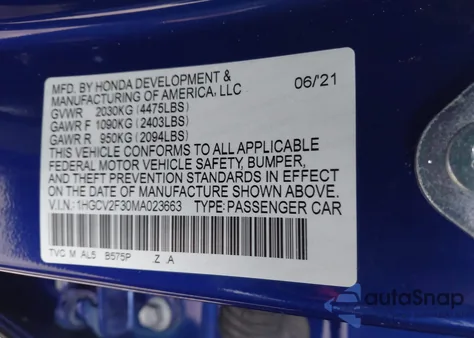 MFD. BY HONDA DEVELOPMENT & 06/'21
MANUFACTURING OF AMERICA, LLC
GVWR 2030KG (4475LBS)
GAWR F 1090KG (2403LBS)
GAWR R 950KG (2094LBS)
THIS VEHICLE CONFORMS TO ALL APPLICABLE
FEDERAL MOTOR VEHICLE SAFETY, BUMPER,
AND THEFT PREVENTION STANDARDS IN EFFECT
ON THE DATE OF MANUFACTURE SHOWN ABOVE.
V.I.N.: 1HGCV2F30MA023663 TYPE: PASSENGER CAR
TVC M AL5 B575P Z .A
autoSnap